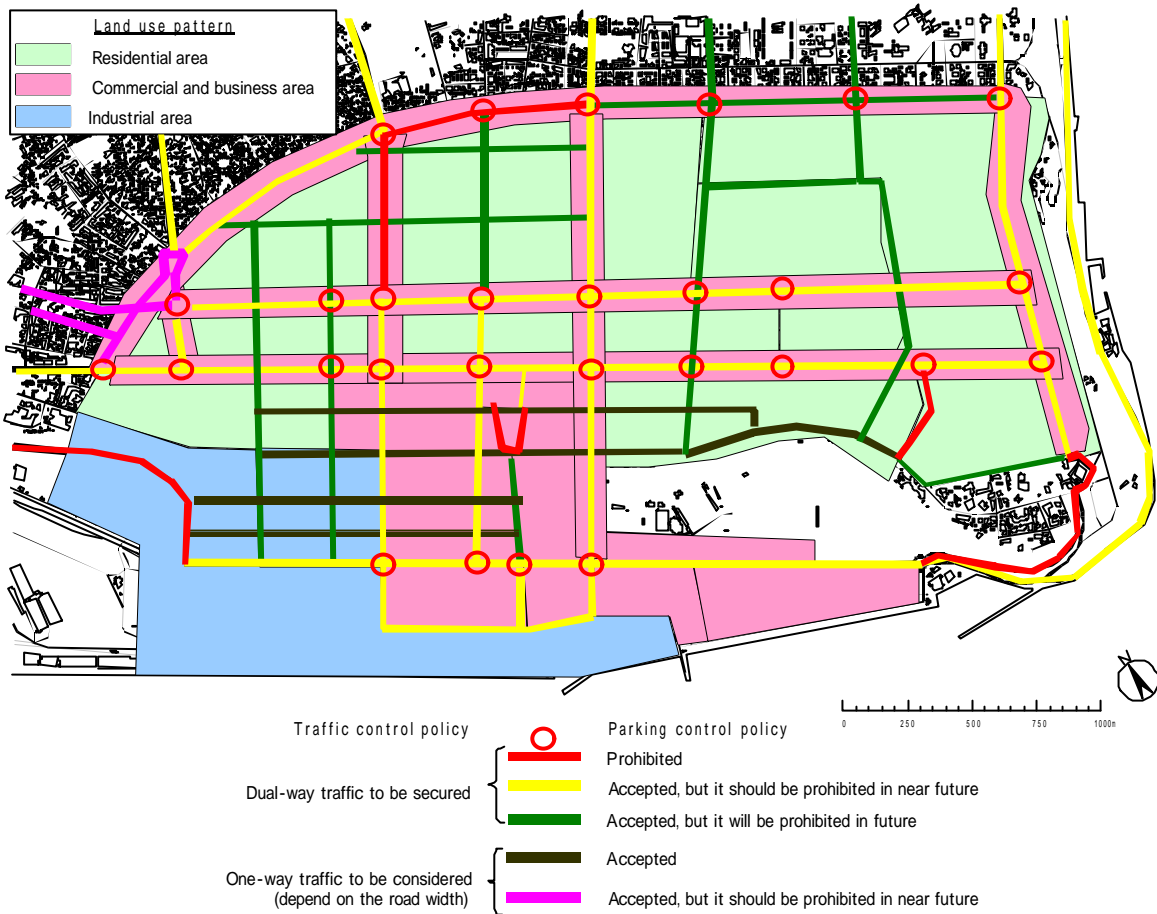 Land use pattern
Residential area
Commercial and business area
Industrial area
N
0 250 500 750 1000m
Traffic control policy Parking control policy
Prohibited
Dual-way traffic to be secured Accepted, but it should be prohibited in near future
Accepted, but it will be prohibited in future
Accepted
One-way traffic to be considered
(depend on the road width) Accepted, but it should be prohibited in near future